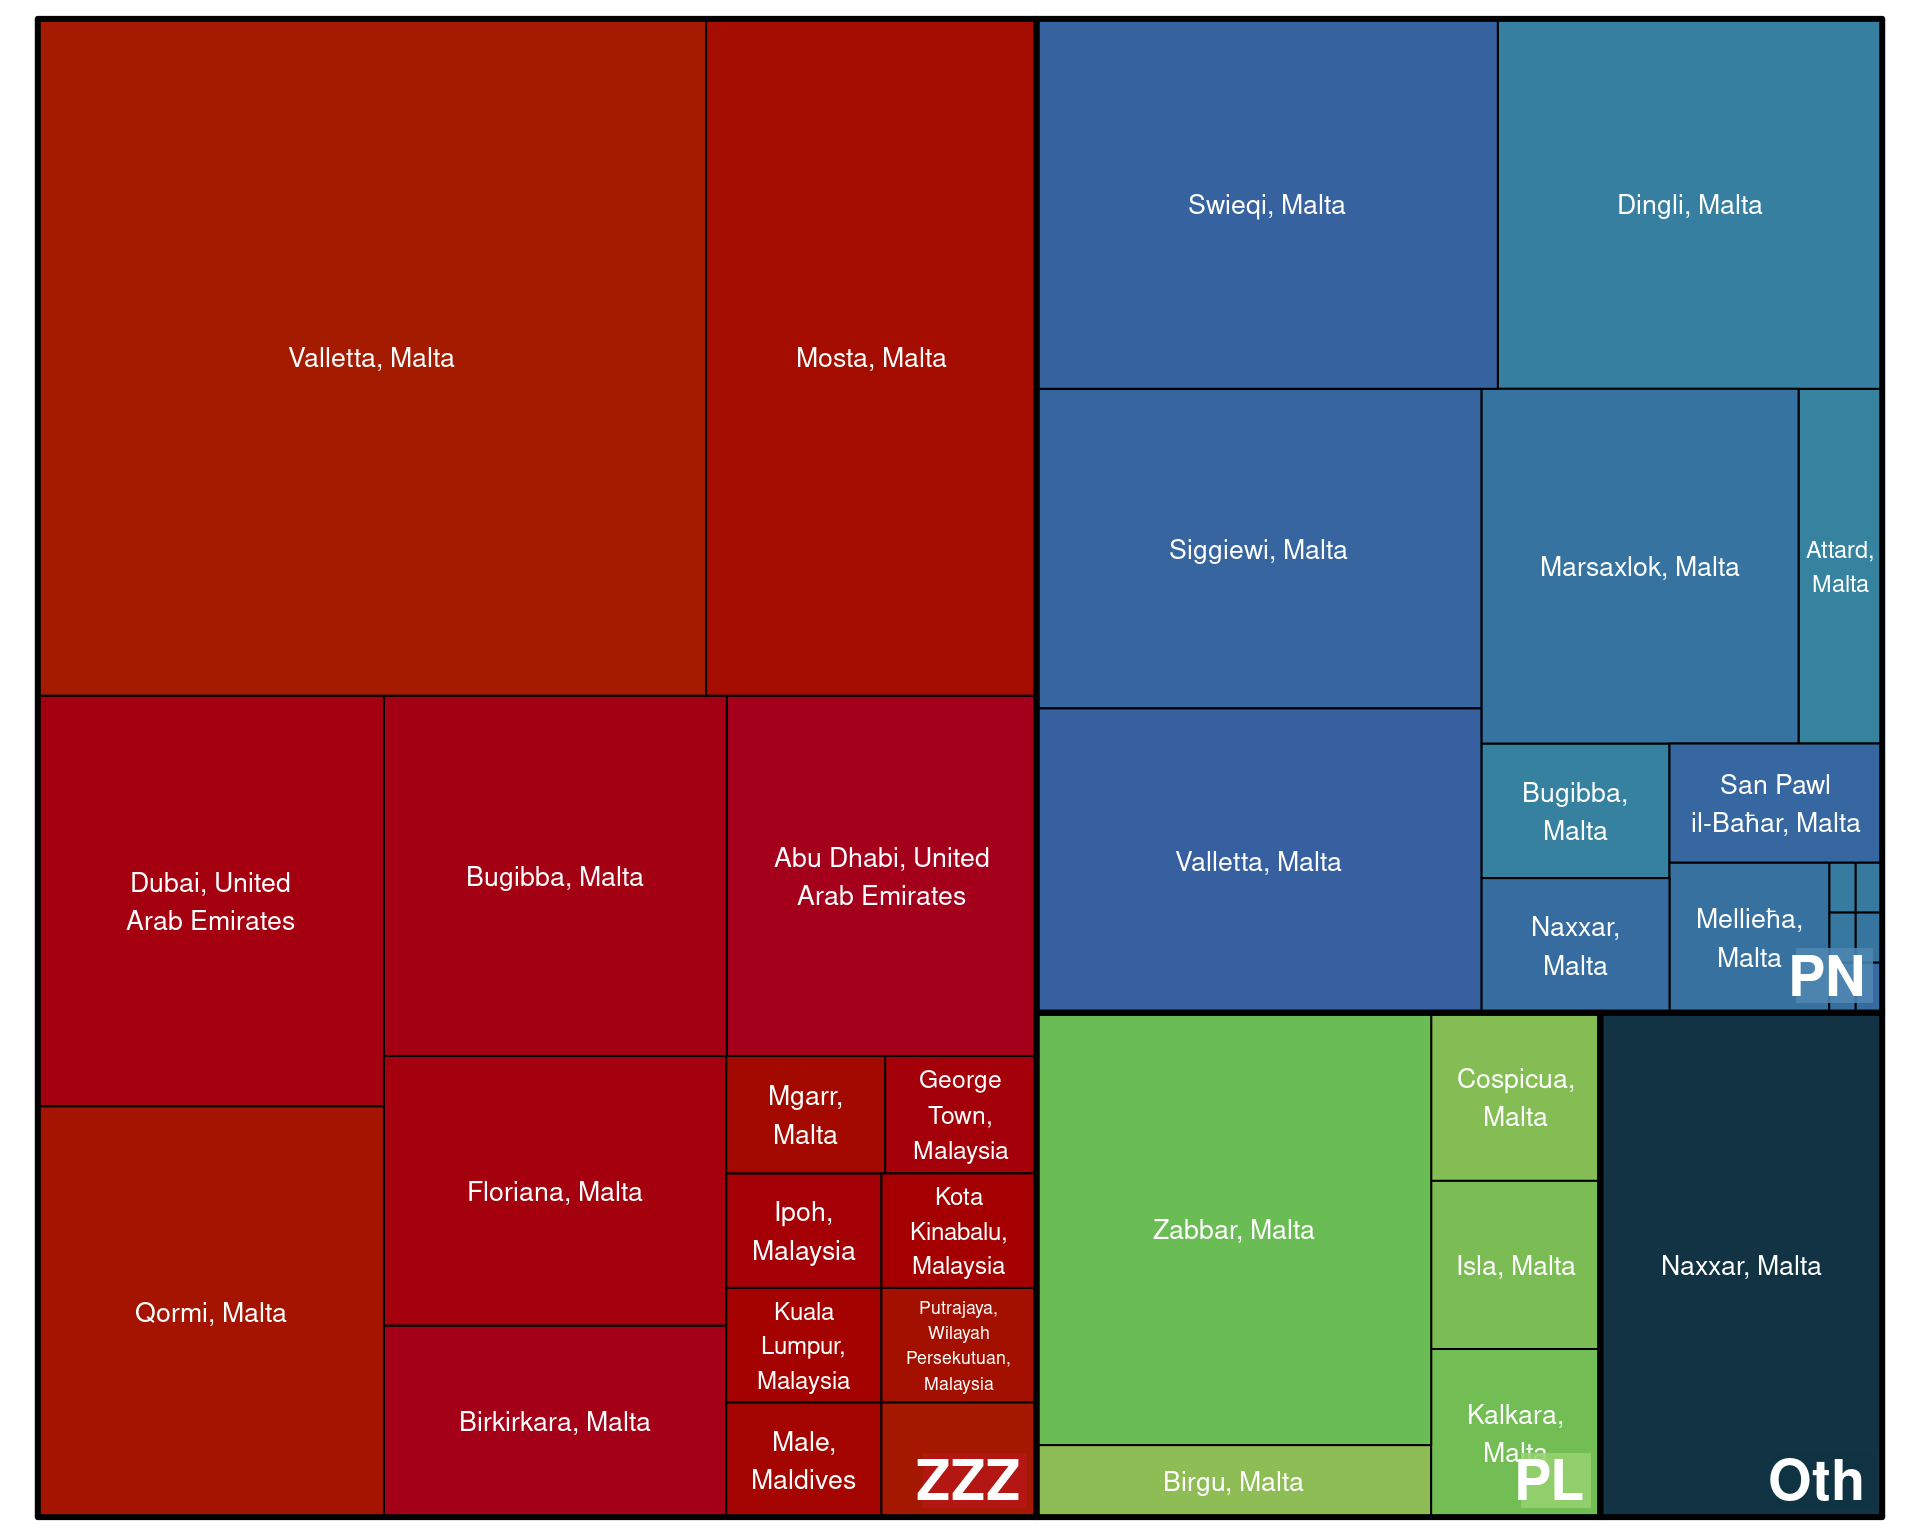 Valletta, Malta
Mosta, Malta
Dubai, United
Arab Emirates
Bugibba, Malta
Abu Dhabi, United
Arab Emirates
Qormi, Malta
Floriana, Malta
Birkirkara, Malta
Mgarr,
Malta
George
Town,
Malaysia
Ipoh,
Malaysia
Kota
Kinabalu,
Malaysia
Kuala
Lumpur,
Malaysia
Putrajaya,
Wilayah
Persekutuan,
Malaysia
Male,
Maldives
ZZZ
Swieqi, Malta
Dingli, Malta
Siggiewi, Malta
Marsaxlok, Malta
Attard,
Malta
Valletta, Malta
Bugibba,
Malta
San Pawl
il-Baħar, Malta
Naxxar,
Malta
Mellieħa,
Malta
PN
Zabbar, Malta
Cospicua,
Malta
Isla, Malta
Kalkara,
Malta
Birgu, Malta
PL
Naxxar, Malta
Oth